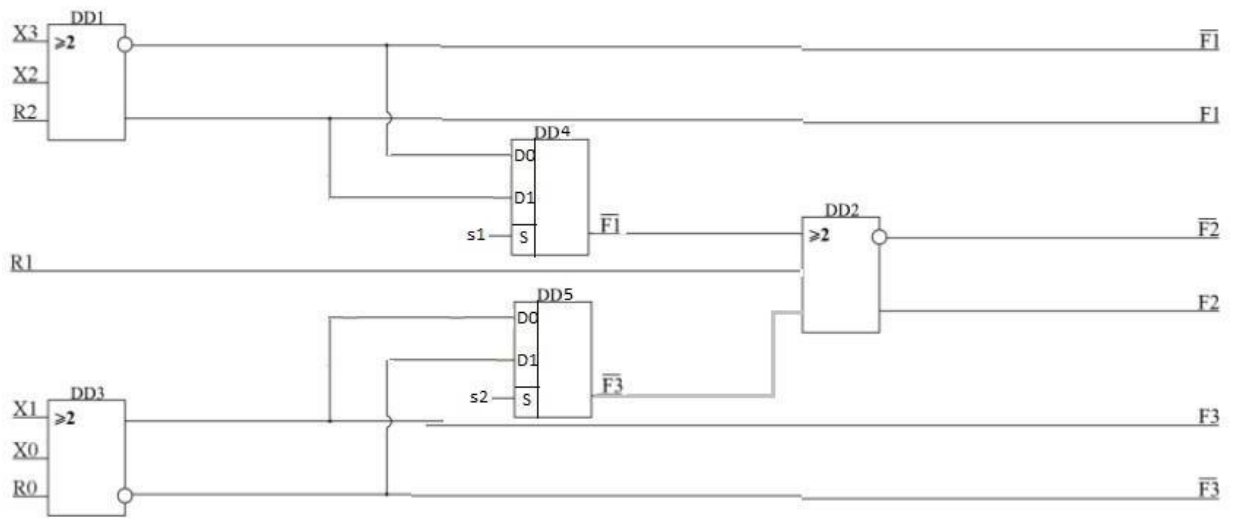 DD1
X3
≥2
F̅1̅
X2
R2
F1
DD4
D0
D1
s1
S
F̅1̅
DD2
≥2
F̅2̅
R1
DD5
F2
D0
D1
s2
S
F̅3̅
DD3
X1
≥2
F3
X0
R0
F̅3̅